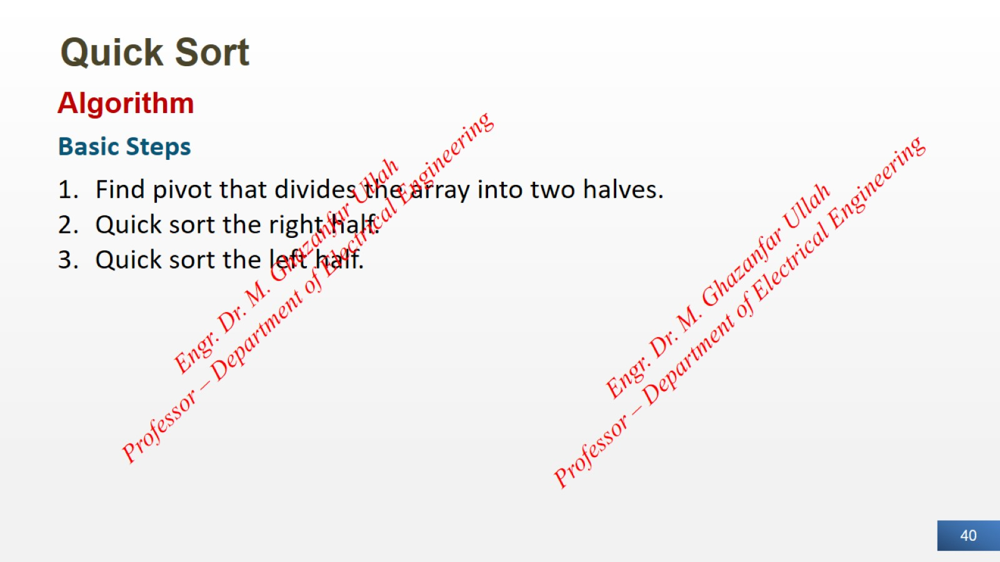 Quick Sort
Algorithm
Basic Steps
1. Find pivot that divides the array into two halves.
2. Quick sort the right half.
3. Quick sort the left half.
Engr. Dr. M. Ghazanfar Ullah
Professor – Department of Electrical Engineering
Engr. Dr. M. Ghazanfar Ullah
Professor – Department of Electrical Engineering
40